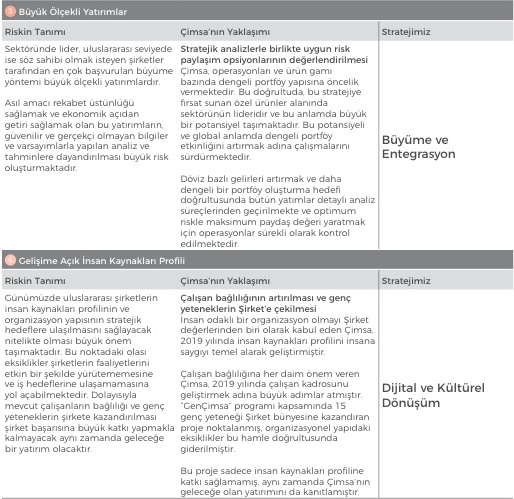 5 Büyük Ölçekli Yatırımlar
Riskin Tanımı
Sektöründe lider, uluslararası seviyede
ise söz sahibi olmak isteyen şirketler
tarafından en çok başvurulan büyüme
yöntemi büyük ölçekli yatırımlardır.
Asıl amacı rekabet üstünlüğü
sağlamak ve ekonomik açıdan
getiri sağlamak olan bu yatırımların,
güvenilir ve gerçekçi olmayan bilgiler
ve varsayımlarla yapılan analiz ve
tahminlere dayandırılması büyük risk
oluşturmaktadır.
Çimsa'nın Yaklaşımı
Stratejik analizlerle birlikte uygun risk
paylaşım opsiyonlarının değerlendirilmesi
Çimsa, operasyonları ve ürün gamı
bazında dengeli portföy yapısına öncelik
vermektedir. Bu doğrultuda, bu stratejiye
fırsat sunan özel ürünler alanında
sektörünün lideridir ve bu anlamda büyük
bir potansiyel taşımaktadır. Bu potansiyeli
ve global anlamda dengeli portföy
etkinliğini artırmak adına çalışmalarını
sürdürmektedir.
Döviz bazlı gelirleri artırmak ve daha
dengeli bir portföy oluşturma hedefi
doğrultusunda bütün yatımlar detaylı analiz
süreçlerinden geçirilmekte ve optimum
riskle maksimum paydaş değeri yaratmak
için operasyonlar sürekli olarak kontrol
edilmektedir.
Stratejimiz
Büyüme ve
Entegrasyon
6 Gelişime Açık İnsan Kaynakları Profili
Riskin Tanımı
Günümüzde uluslararası şirketlerin
insan kaynakları profilinin ve
organizasyon yapısının stratejik
hedeflere ulaşılmasını sağlayacak
nitelikte olması büyük önem
taşımaktadır. Bu noktadaki olası
eksiklikler şirketlerin faaliyetlerini
etkin bir şekilde yürütememesine
ve iş hedeflerine ulaşamamasına
yol açabilmektedir. Dolayısıyla
mevcut çalışanların bağlılığı ve genç
yeteneklerin şirkete kazandırılması
şirket başarısına büyük katkı yapmakla
kalmayacak aynı zamanda geleceğe
bir yatırım olacaktır.
Çimsa'nın Yaklaşımı
Çalışan bağlılığının artırılması ve genç
yeteneklerin Şirket'e çekilmesi
İnsan odaklı bir organizasyon olmayı Şirket
değerlerinden biri olarak kabul eden Çimsa,
2019 yılında insan kaynakları profilini insana
saygıyı temel alarak geliştirmiştir.
Çalışan bağlılığına her daim önem veren
Çimsa, 2019 yılında çalışan kadrosunu
geliştirmek adına büyük adımlar atmıştır.
"GenÇimsa" programı kapsamında 15
genç yeteneği Şirket bünyesine kazandıran
proje noktalanmış, organizasyonel yapıdaki
eksiklikler bu hamle doğrultusunda
giderilmiştir.
Bu proje sadece insan kaynakları profiline
katkı sağlamamış, aynı zamanda Çimsa'nın
geleceğe olan yatırımını da kanıtlamıştır.
Stratejimiz
Dijital ve Kültürel
Dönüşüm